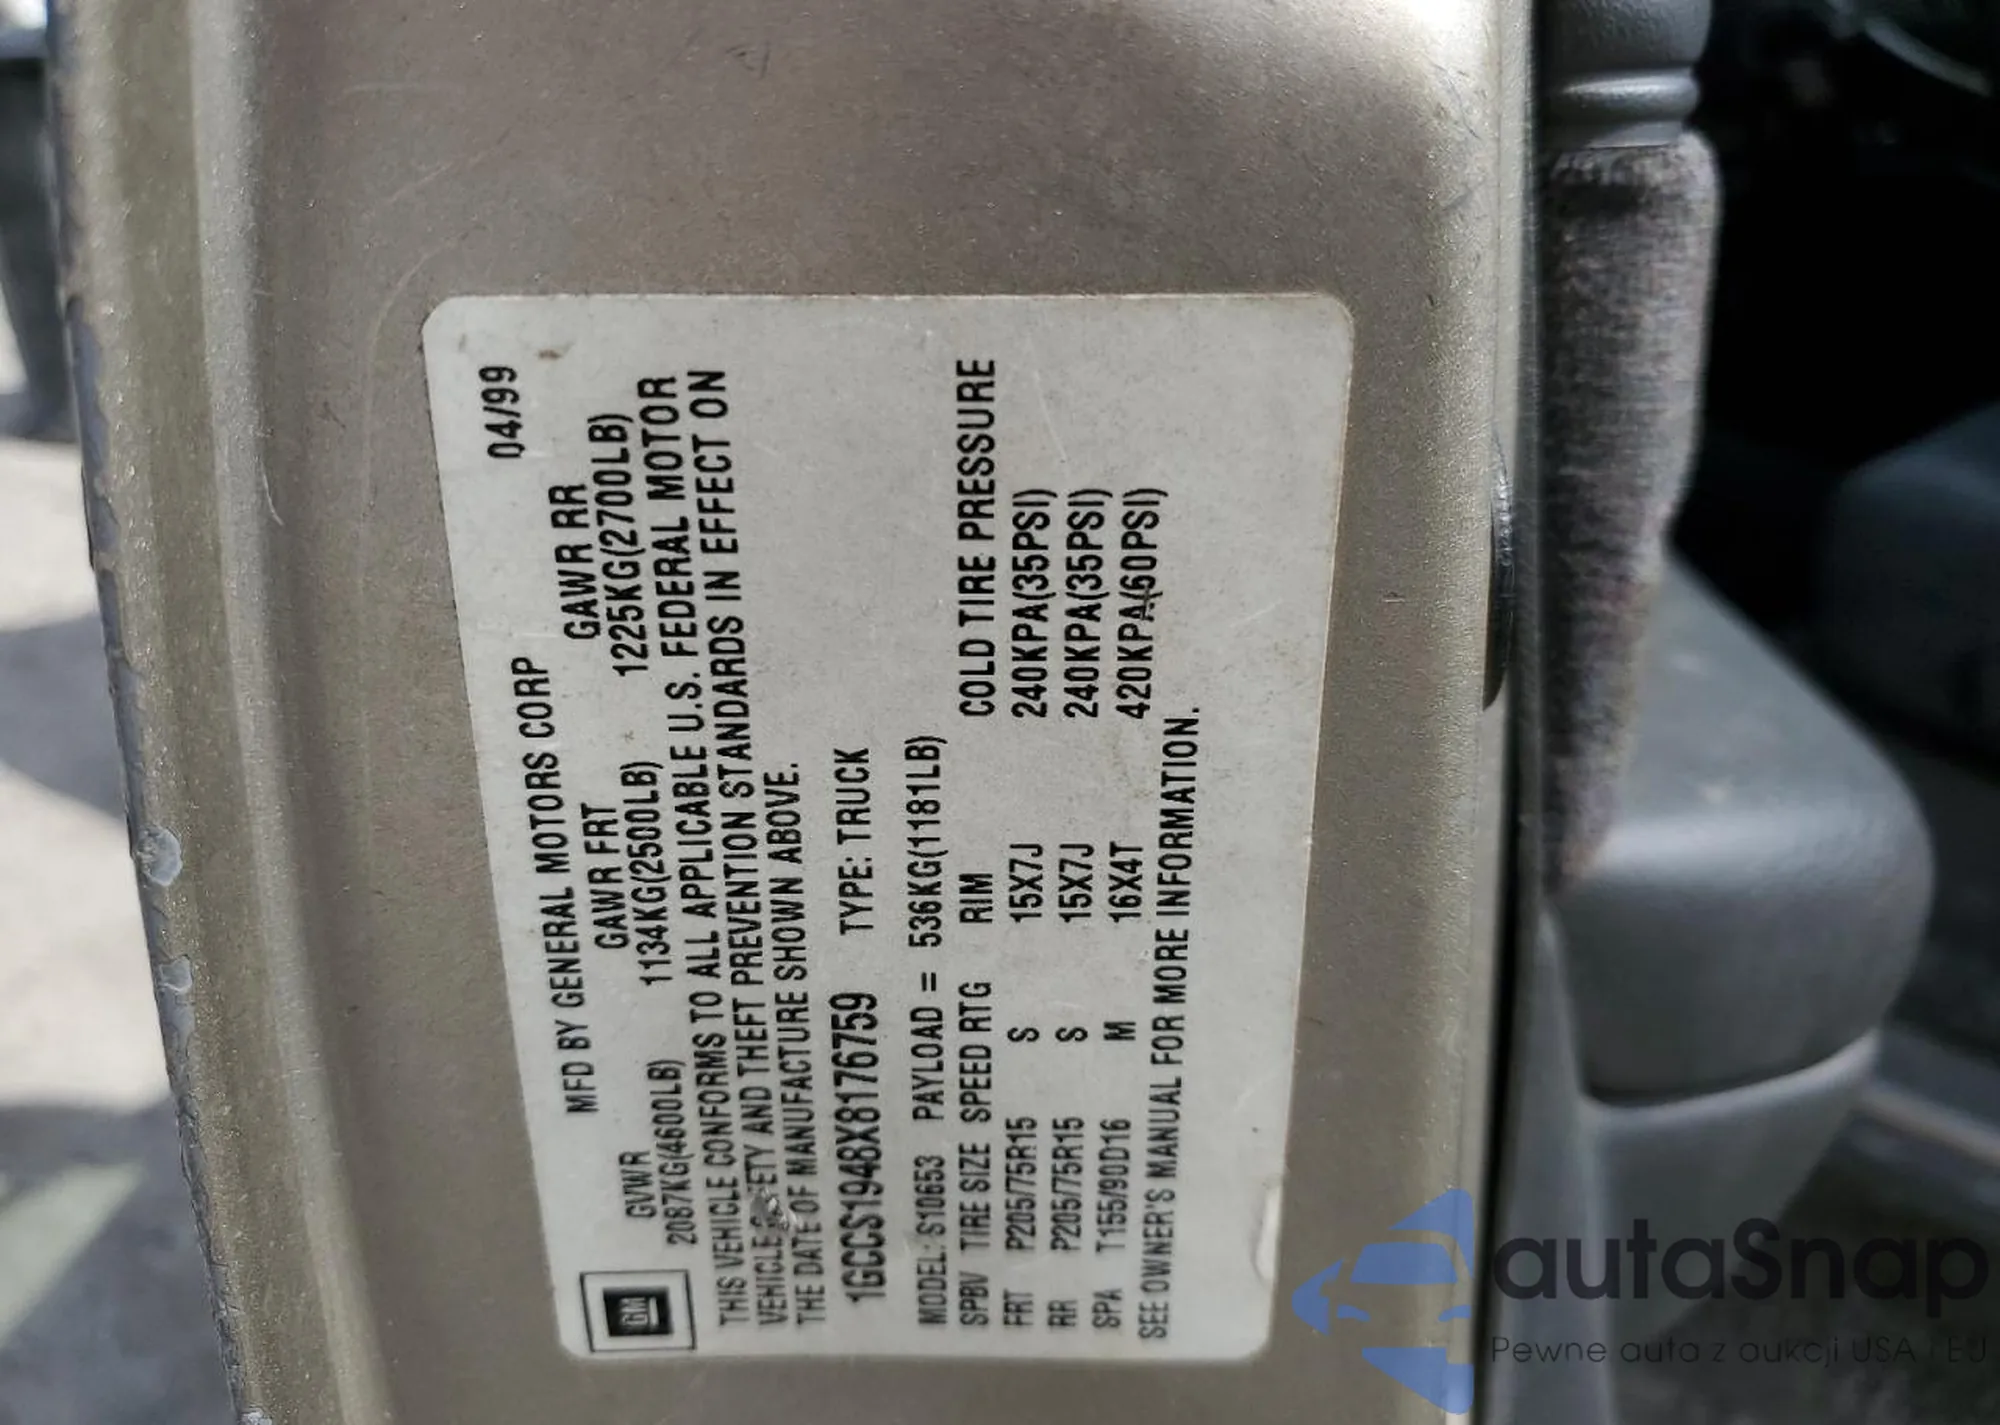 MFD BY GENERAL MOTORS CORP 04/99
GVWR GAWR FRT GAWR RR
2087KG(4600LB) 1134KG(2500LB) 1225KG(2700LB)
THIS VEHICLE CONFORMS TO ALL APPLICABLE U.S. FEDERAL MOTOR
VEHICLE AND THEFT PREVENTION STANDARDS IN EFFECT ON
THE DATE OF MANUFACTURE SHOWN ABOVE.
1GCCS1948X8176759 TYPE: TRUCK
MODEL: S10653 PAYLOAD = 536KG(1181LB)
SPBV TIRE SIZE SPEED RTG RIM COLD TIRE PRESSURE
FRT P205/75R15 S 15X7J 240KPA(35PSI)
RR P205/75R15 S 15X7J 240KPA(35PSI)
SPA T155/90D16 M 16X4T 420KPA(60PSI)
SEE OWNER'S MANUAL FOR MORE INFORMATION.
GM
autaSnap
Pewne auta z aukcji USA i EU